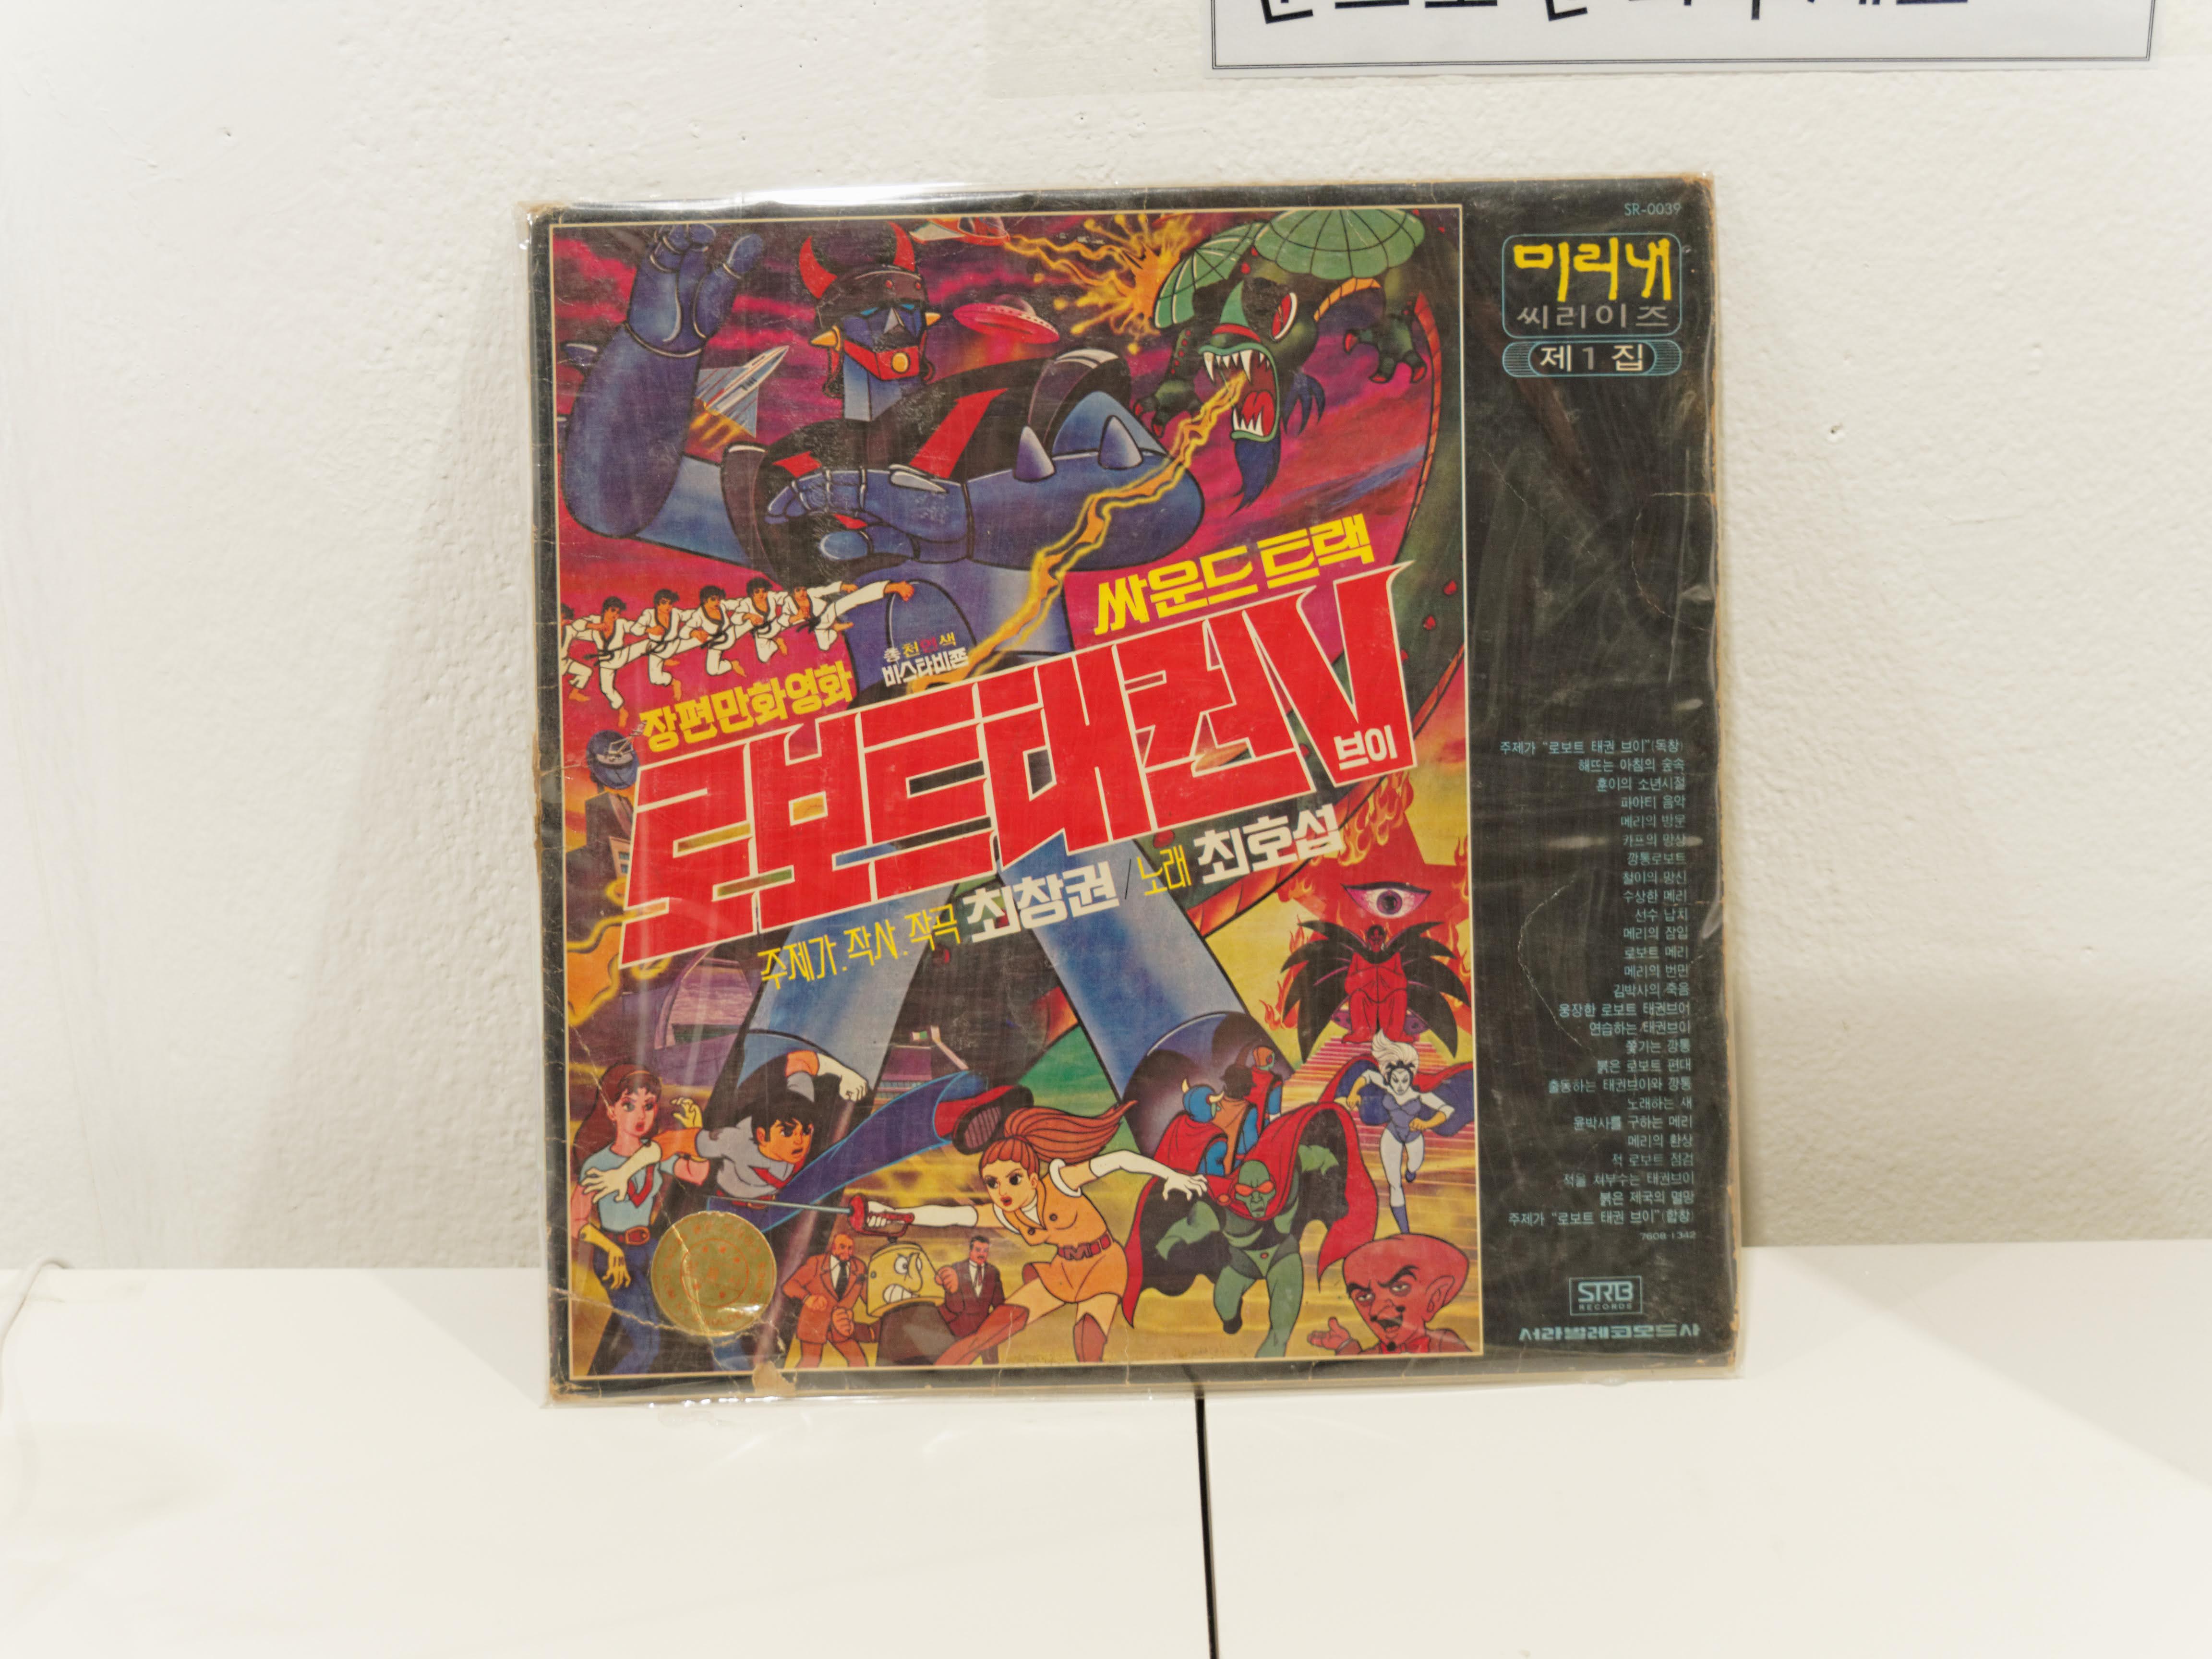 SR-0039
미리내
씨리이즈
제1집
싸운드트랙
총천연색
비스타비죤
장편만화영화
로보트태권V
브이
주제가.작사.작곡 최창권/노래 최호섭
주제가 "로보트 태권 브이"(독창)
해뜨는 아침의 숲속
훈이의 소년시절
파아티 음악
메리의 방문
카프의 망상
깡통로보트
철이의 망신
수상한 메리
선수 납치
메리의 잠입
로보트 메리
메리의 번민
김박사의 죽음
웅장한 로보트 태권브이
연습하는 태권브이
쫓기는 깡통
붉은 로보트 편대
출동하는 태권브이와 깡통
노래하는 새
윤박사를 구하는 메리
메리의 환상
적 로보트 점검
적을 쳐부수는 태권브이
붉은 제국의 멸망
주제가 "로보트 태권 브이"(합창)
7608 1342
SRB
RECORDS
서라벌레코오드사